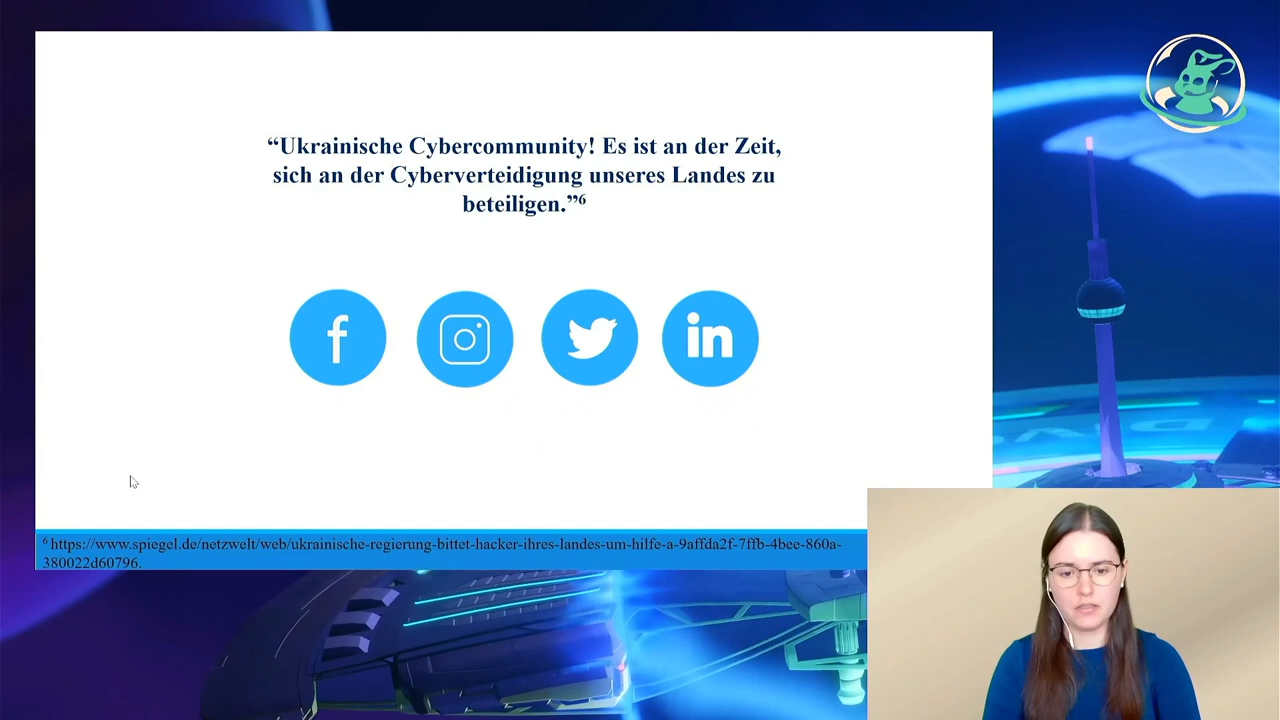 “Ukrainische Cybercommunity! Es ist an der Zeit,
sich an der Cyberverteidigung unseres Landes zu
beteiligen.”⁶
f
in
⁶ https://www.spiegel.de/netzwelt/web/ukrainische-regierung-bittet-hacker-ihres-landes-um-hilfe-a-9affda2f-7ffb-4bee-860a-
380022d60796.